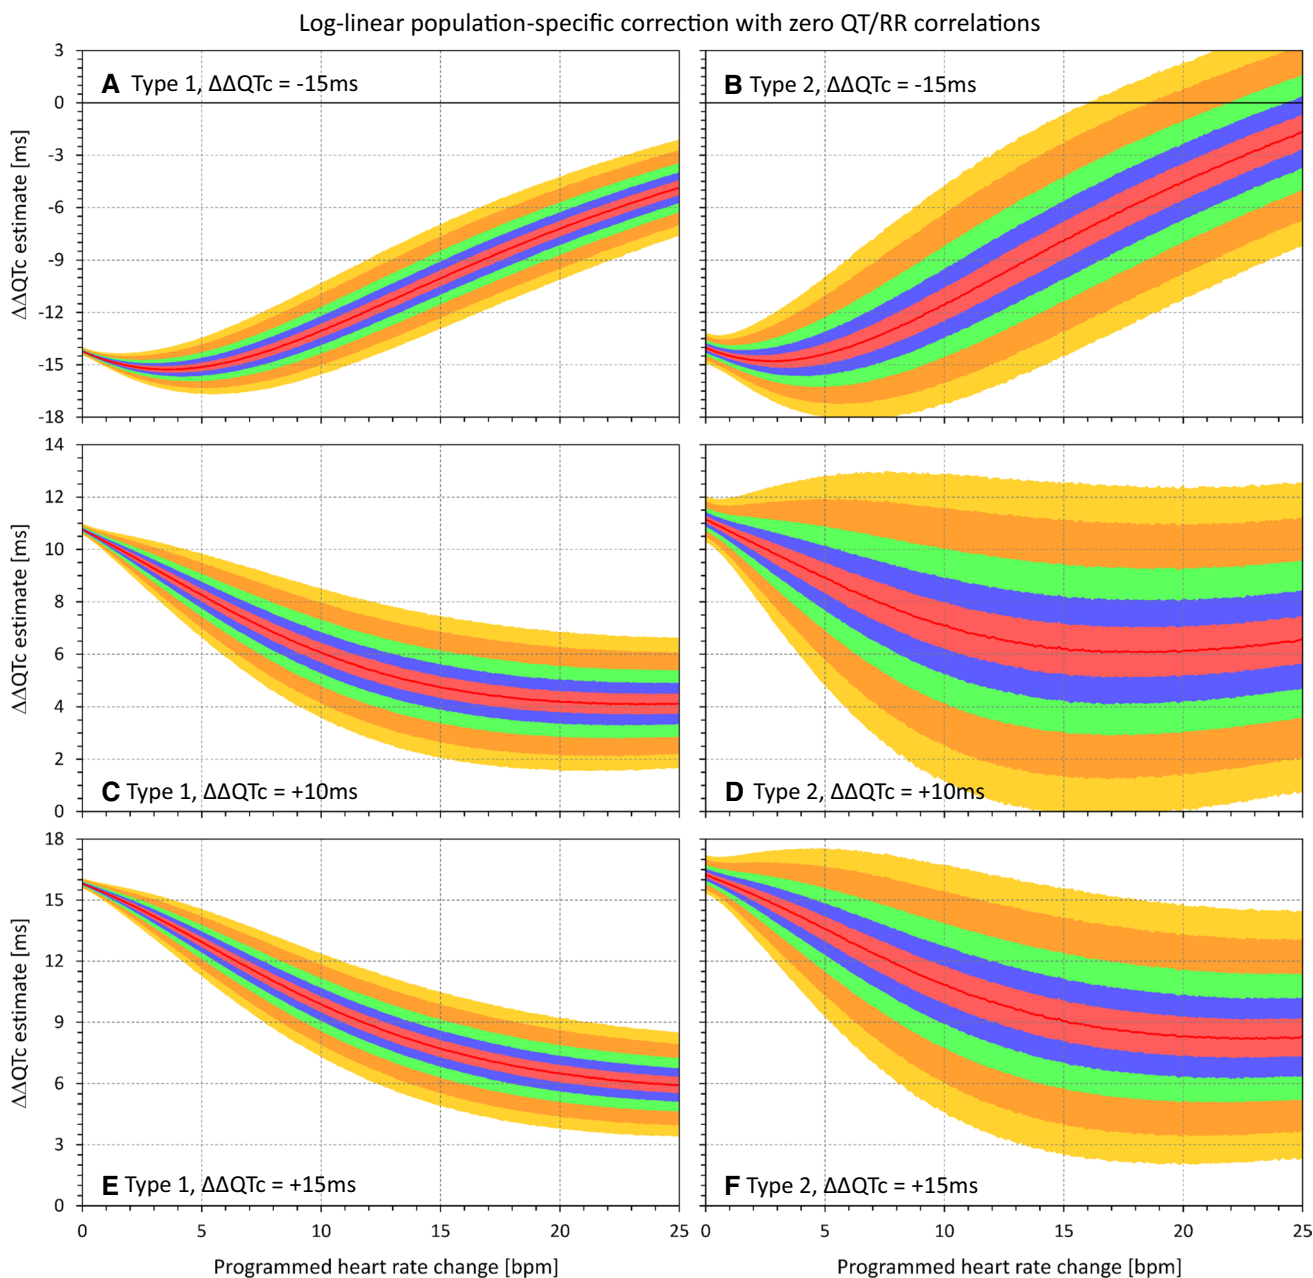 Log-linear population-specific correction with zero QT/RR correlations
A Type 1, ΔΔQTc = -15ms
B Type 2, ΔΔQTc = -15ms
ΔΔQTc estimate [ms]
3
0
-3
-6
-9
-12
-15
-18
C Type 1, ΔΔQTc = +10ms
D Type 2, ΔΔQTc = +10ms
ΔΔQTc estimate [ms]
14
12
10
8
6
4
2
0
E Type 1, ΔΔQTc = +15ms
F Type 2, ΔΔQTc = +15ms
ΔΔQTc estimate [ms]
18
15
12
9
6
3
0
0 5 10 15 20 25
0 5 10 15 20 25
Programmed heart rate change [bpm]
Programmed heart rate change [bpm]